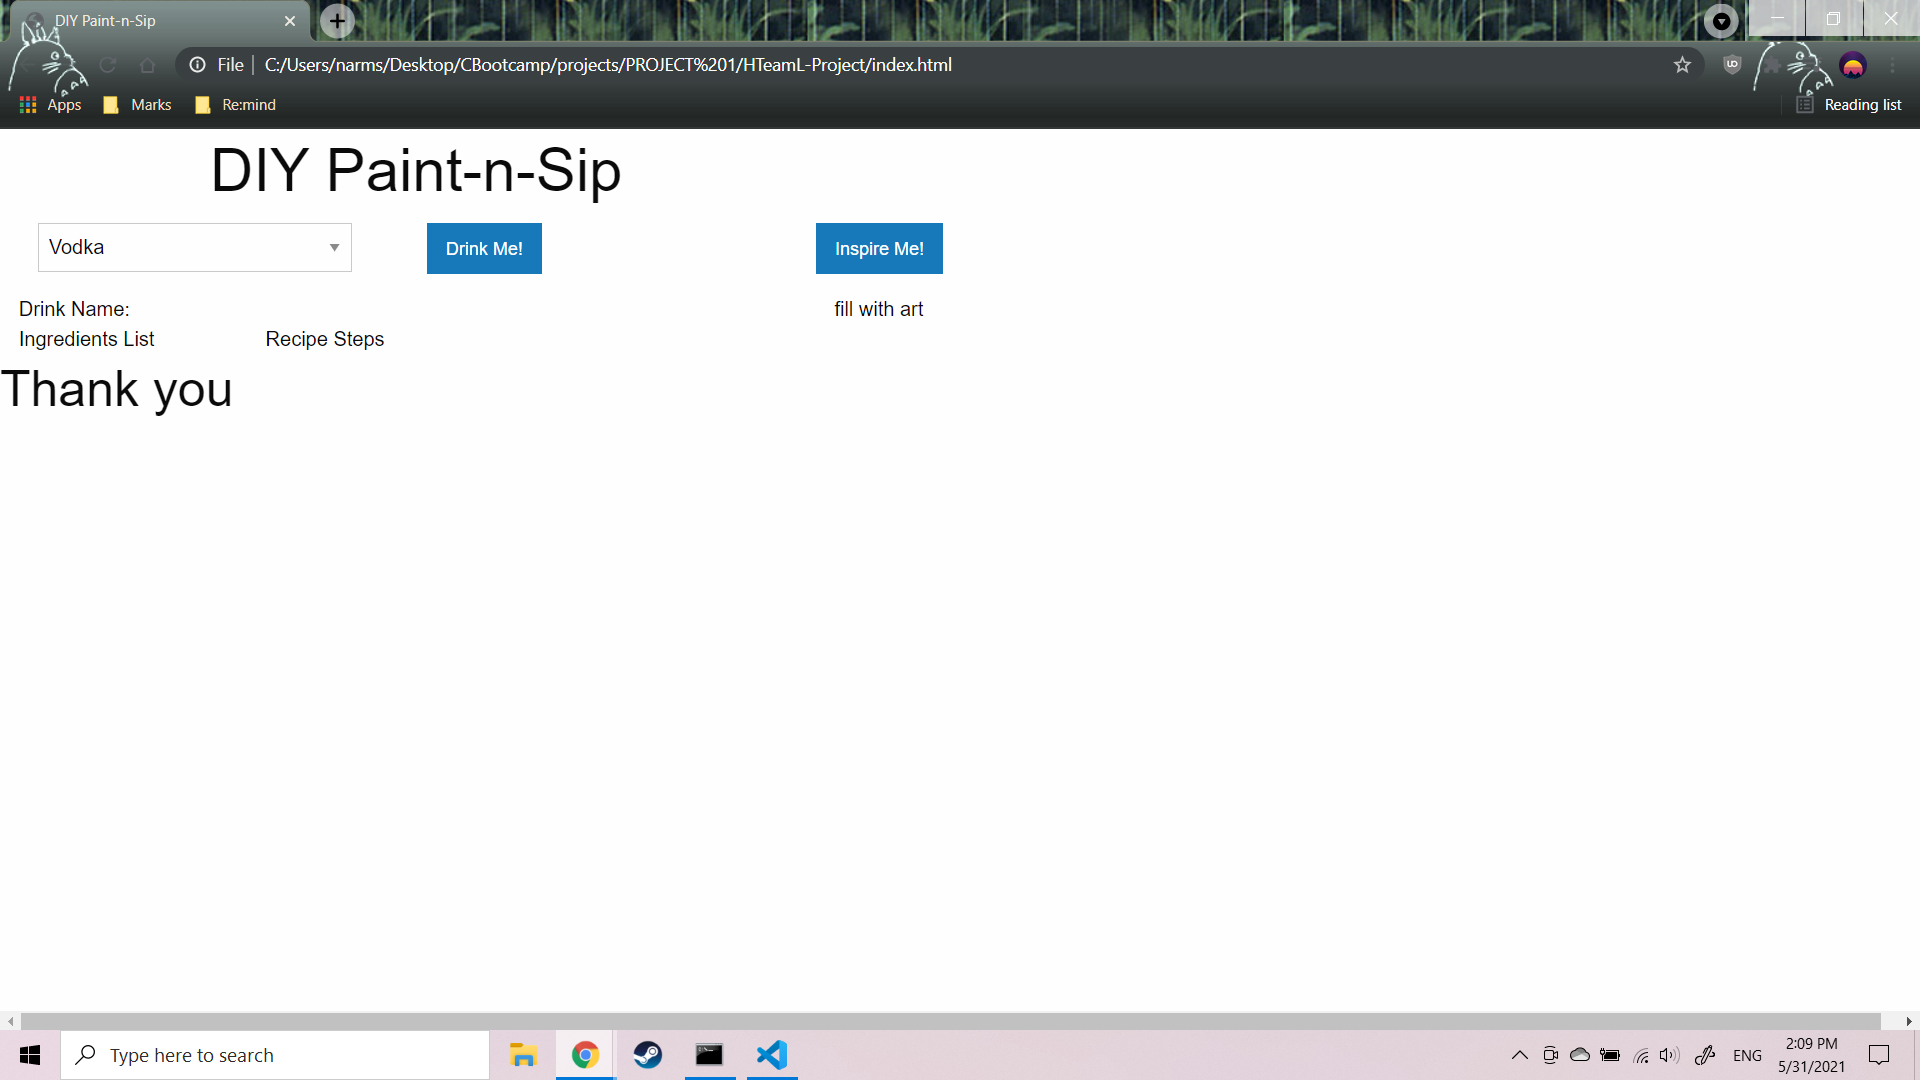 DIY Paint-n-Sip
File
C:/Users/narms/Desktop/CBootcamp/projects/PROJECT%201/HTeamL-Project/index.html
UD
Apps Marks Re:mind Reading list
DIY Paint-n-Sip
Vodka Drink Me! Inspire Me!
Drink Name: fill with art
Ingredients List Recipe Steps
Thank you
Type here to search ENG 2:09 PM
5/31/2021